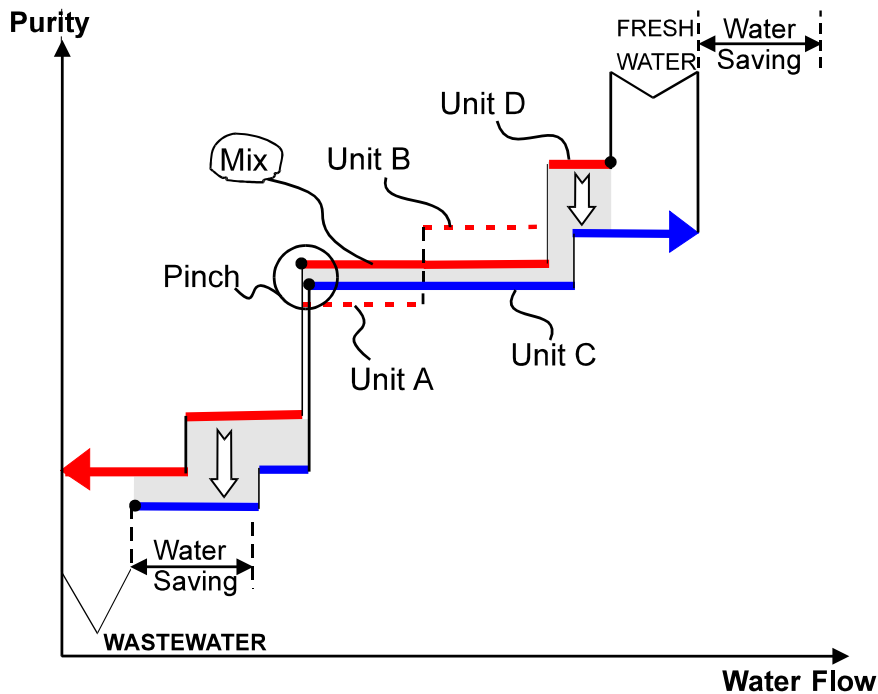 Purity
FRESH
WATER
Water
Saving
Unit D
Mix
Unit B
Pinch
Unit C
Unit A
Water
Saving
WASTEWATER
Water Flow